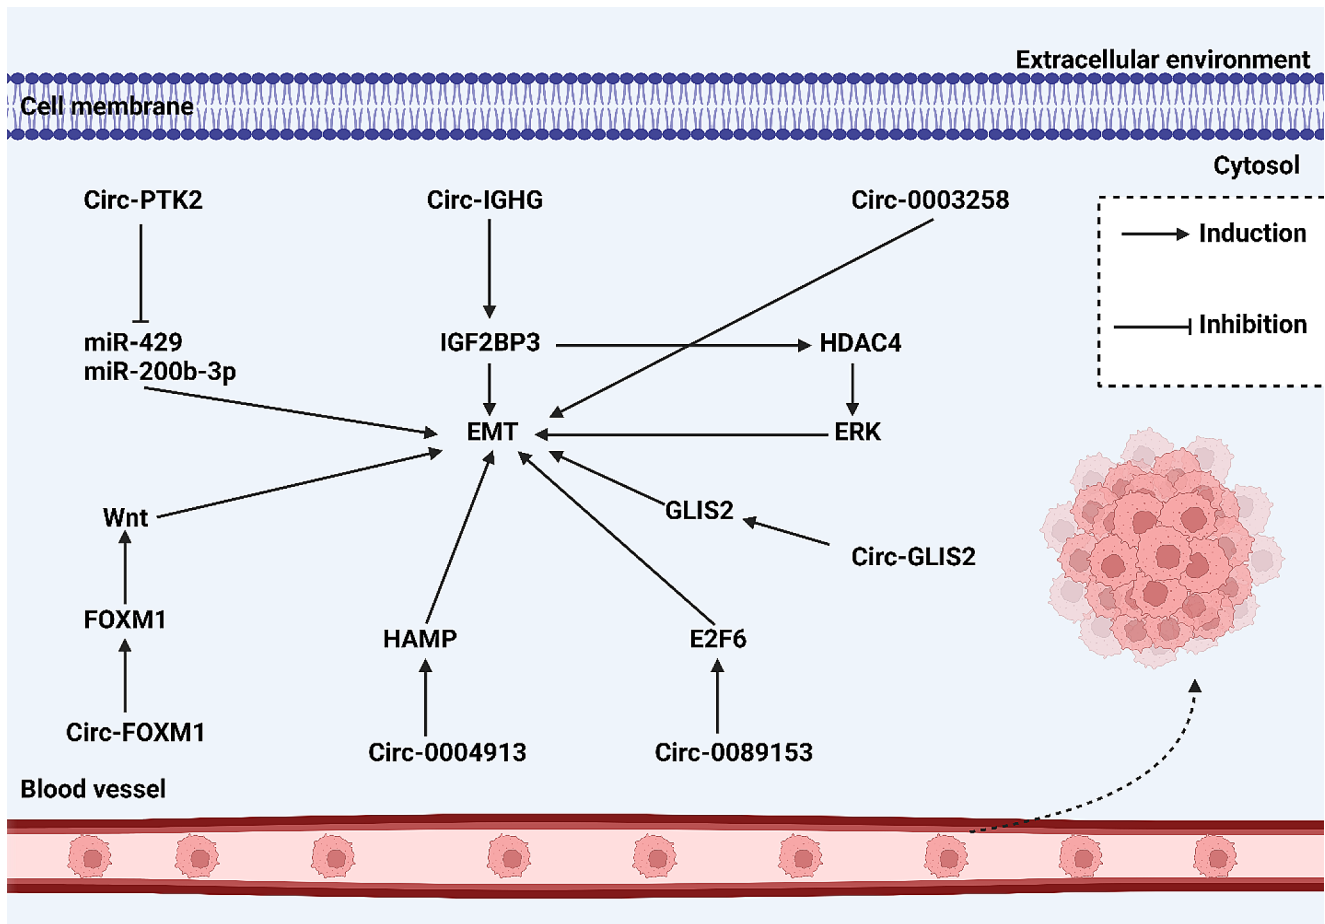 Extracellular environment
Cell membrane
Cytosol
Circ-PTK2
Circ-IGHG
Circ-0003258
Induction
Inhibition
miR-429
miR-200b-3p
IGF2BP3
HDAC4
EMT
ERK
Wnt
GLIS2
Circ-GLIS2
FOXM1
HAMP
E2F6
Circ-FOXM1
Circ-0004913
Circ-0089153
Blood vessel